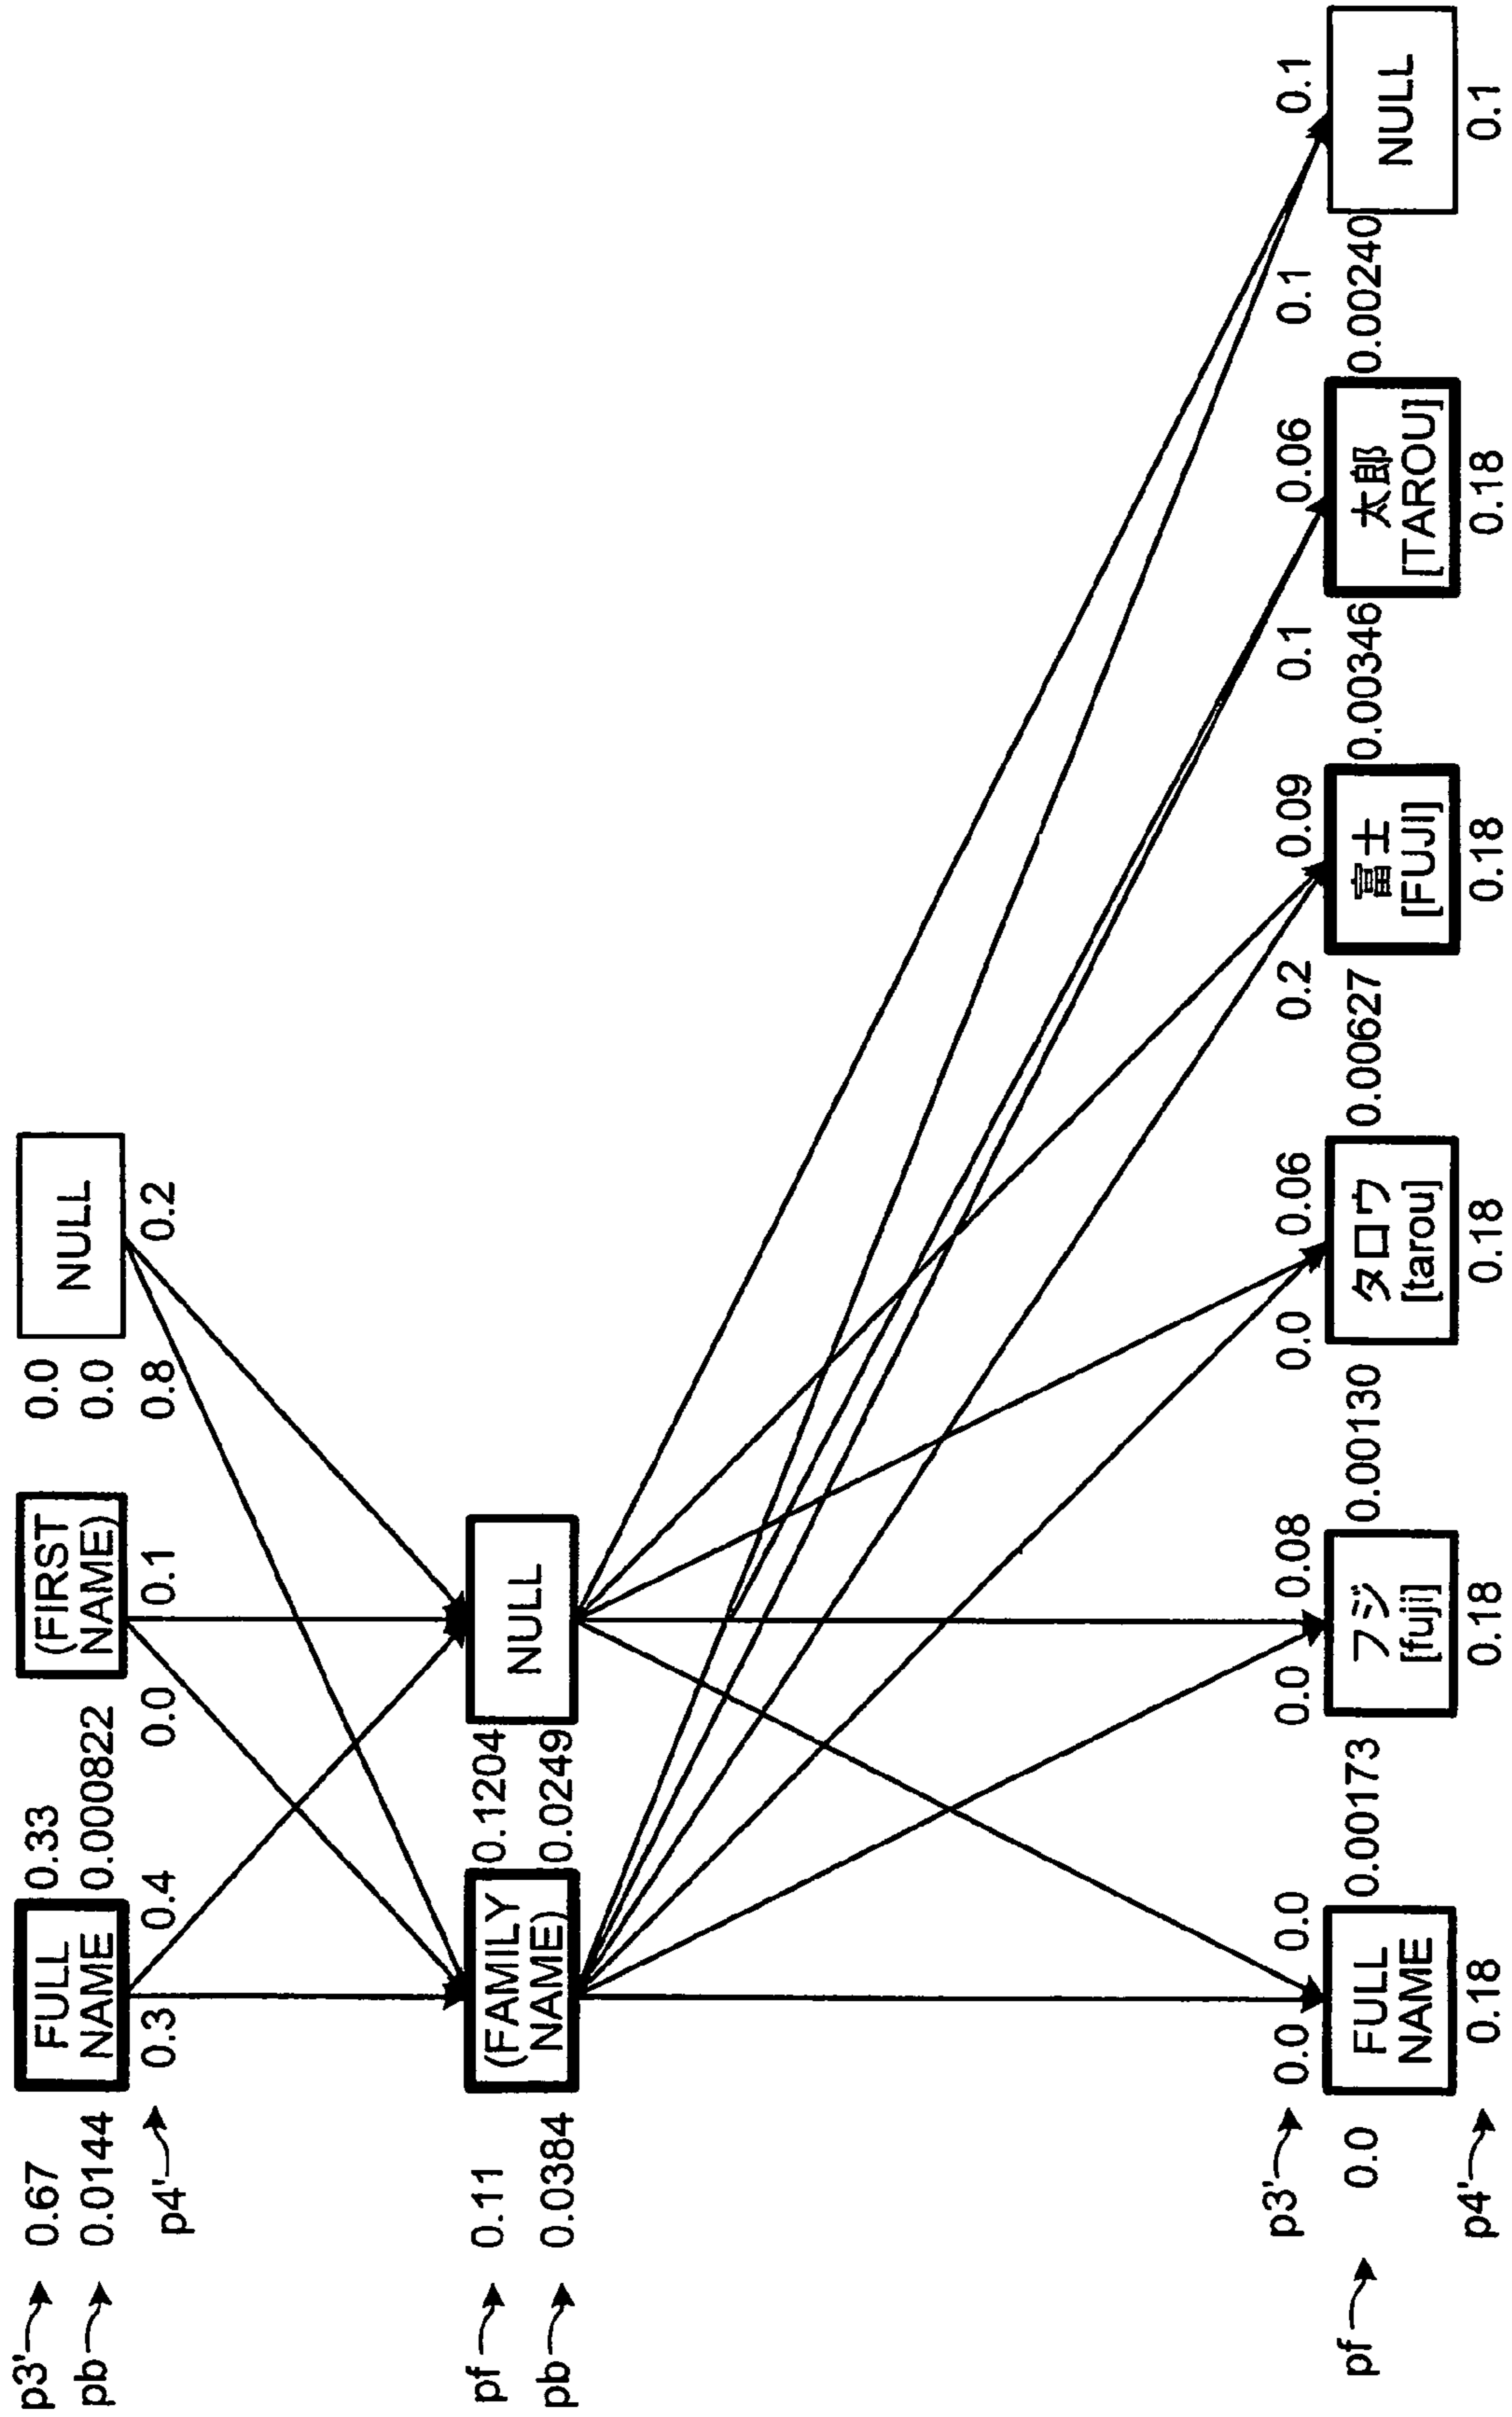 p3' 0.67 FULL 0.33 (FIRST 0.0 NULL
pb 0.0144 NAME 0.000822 NAME) 0.0
p4' 0.3 0.4 0.0 0.1 0.8 0.2
pf 0.11 (FAMILY 0.1204 NULL
pb 0.0384 NAME) 0.0249
p3' 0.0 0.0 0.0 0.08 0.0 0.06 0.2 0.09 0.1 0.06 0.1 0.1
pf 0.0 FULL 0.00173 フジ 0.00130 タロウ 0.00627 富士 0.00346 太郎 0.00240 NULL
NAME [fuji] [tarou] [FUJI] [TAROU]
p4' 0.18 0.18 0.18 0.18 0.18 0.1